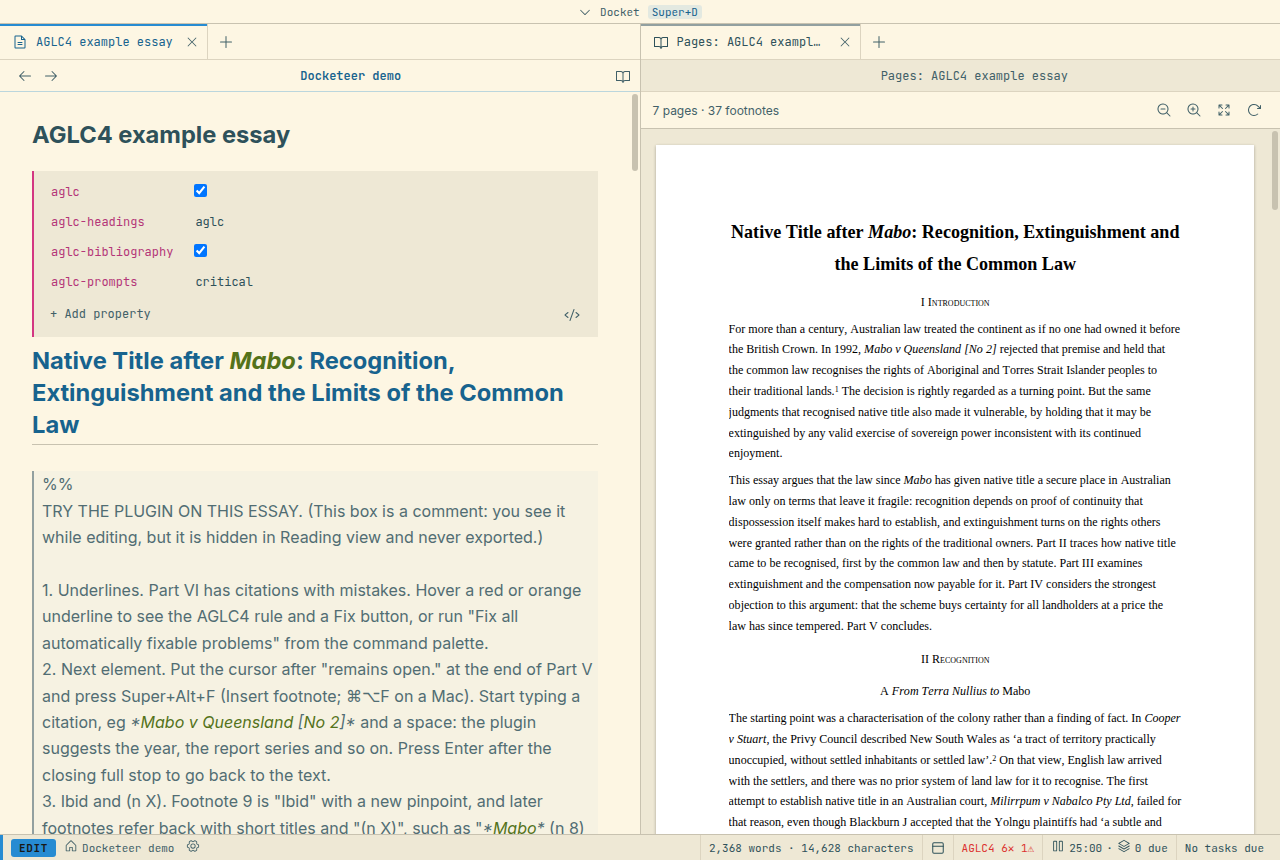 Docket Super+D
AGLC4 example essay
Pages: AGLC4 exampl…
Docketeer demo
Pages: AGLC4 example essay
AGLC4 example essay
aglc
aglc-headings aglc
aglc-bibliography
aglc-prompts critical
+ Add property
Native Title after Mabo: Recognition,
Extinguishment and the Limits of the Common
Law
%%
TRY THE PLUGIN ON THIS ESSAY. (This box is a comment: you see it
while editing, but it is hidden in Reading view and never exported.)
1. Underlines. Part VI has citations with mistakes. Hover a red or orange
underline to see the AGLC4 rule and a Fix button, or run "Fix all
automatically fixable problems" from the command palette.
2. Next element. Put the cursor after "remains open." at the end of Part V
and press Super+Alt+F (Insert footnote; ⌘⌥F on a Mac). Start typing a
citation, eg *Mabo v Queensland [No 2]* and a space: the plugin
suggests the year, the report series and so on. Press Enter after the
closing full stop to go back to the text.
3. Ibid and (n X). Footnote 9 is "Ibid" with a new pinpoint, and later
footnotes refer back with short titles and "(n X)", such as "*Mabo* (n 8)
7 pages · 37 footnotes
Native Title after Mabo: Recognition, Extinguishment and
the Limits of the Common Law
I Introduction
For more than a century, Australian law treated the continent as if no one had owned it before
the British Crown. In 1992, Mabo v Queensland [No 2] rejected that premise and held that
the common law recognises the rights of Aboriginal and Torres Strait Islander peoples to
their traditional lands.1 The decision is rightly regarded as a turning point. But the same
judgments that recognised native title also made it vulnerable, by holding that it may be
extinguished by any valid exercise of sovereign power inconsistent with its continued
enjoyment.
This essay argues that the law since Mabo has given native title a secure place in Australian
law only on terms that leave it fragile: recognition depends on proof of continuity that
dispossession itself makes hard to establish, and extinguishment turns on the rights others
were granted rather than on the rights of the traditional owners. Part II traces how native title
came to be recognised, first by the common law and then by statute. Part III examines
extinguishment and the compensation now payable for it. Part IV considers the strongest
objection to this argument: that the scheme buys certainty for all landholders at a price the
law has since tempered. Part V concludes.
II Recognition
A From Terra Nullius to Mabo
The starting point was a characterisation of the colony rather than a finding of fact. In Cooper
v Stuart, the Privy Council described New South Wales as ‘a tract of territory practically
unoccupied, without settled inhabitants or settled law’.2 On that view, English law arrived
with the settlers, and there was no prior system of land law for it to recognise. The first
attempt to establish native title in an Australian court, Milirrpum v Nabalco Pty Ltd, failed for
that reason, even though Blackburn J accepted that the Yolngu plaintiffs had ‘a subtle and
EDIT Docketeer demo
2,368 words · 14,628 characters
AGLC4 6× 1⚠
25:00 · 0 due
No tasks due